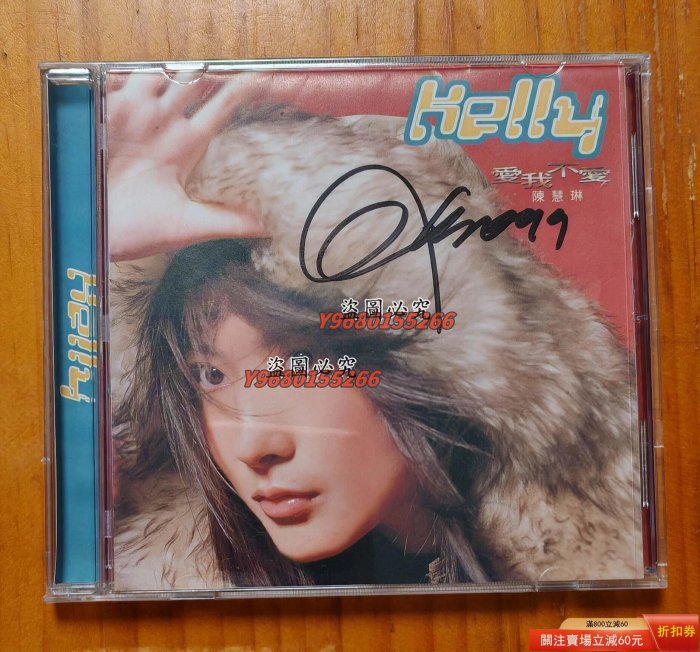 Kelly
愛我不愛
陳慧琳
Kelly
盜圖必究
Y9680155266
盜圖必究
Y9680155266
滿800立減60
關注賣場立減60元
折扣券